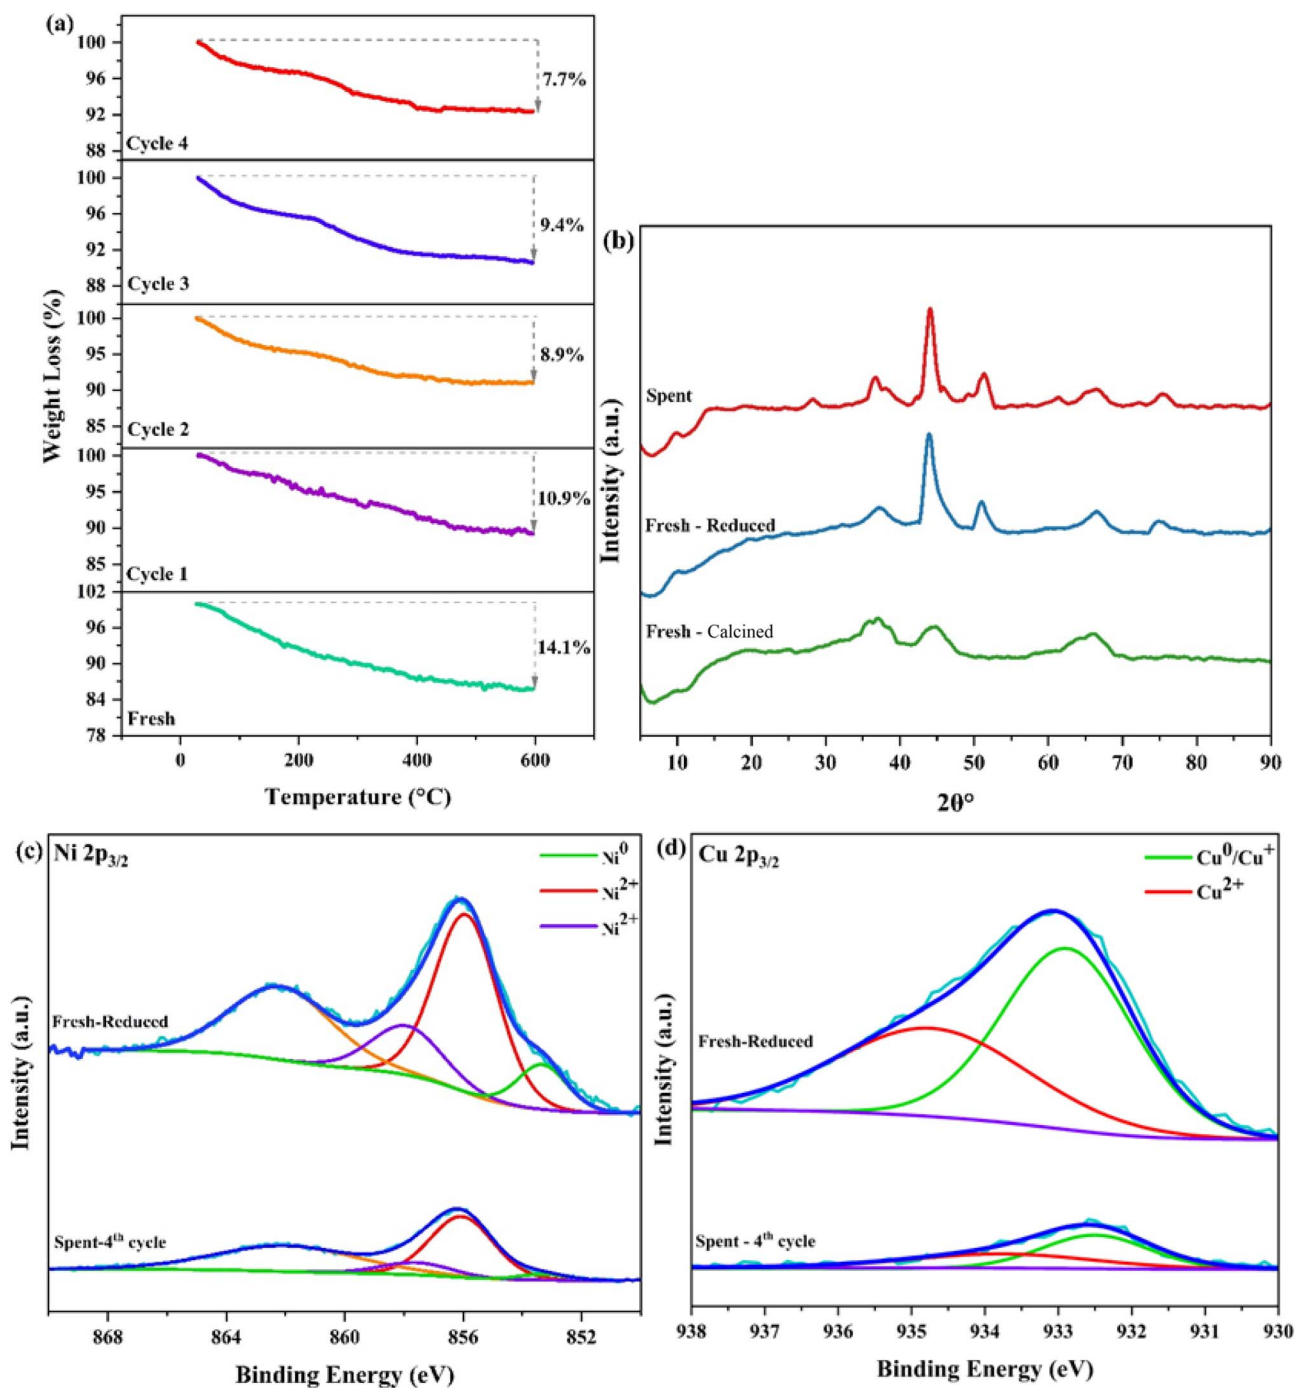 (a)
Weight Loss (%)
100
96
92
88
7.7%
Cycle 4
100
96
92
88
9.4%
Cycle 3
100
95
90
85
8.9%
Cycle 2
100
95
90
85
10.9%
Cycle 1
102
96
90
84
78
14.1%
Fresh
0 200 400 600
Temperature (°C)
(b)
Intensity (a.u.)
Spent
Fresh - Reduced
Fresh - Calcined
10 20 30 40 50 60 70 80 90
2θ°
(c)
Ni 2p3/2
Ni0
Ni2+
Ni2+
Intensity (a.u.)
Fresh-Reduced
Spent-4th cycle
868 864 860 856 852
Binding Energy (eV)
(d)
Cu 2p3/2
Cu0/Cu+
Cu2+
Intensity (a.u.)
Fresh-Reduced
Spent - 4th cycle
938 937 936 935 934 933 932 931 930
Binding Energy (eV)